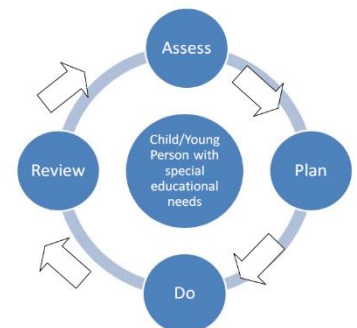 Assess
Child/Young
Person with
special
educational
needs
Review
Plan
Do